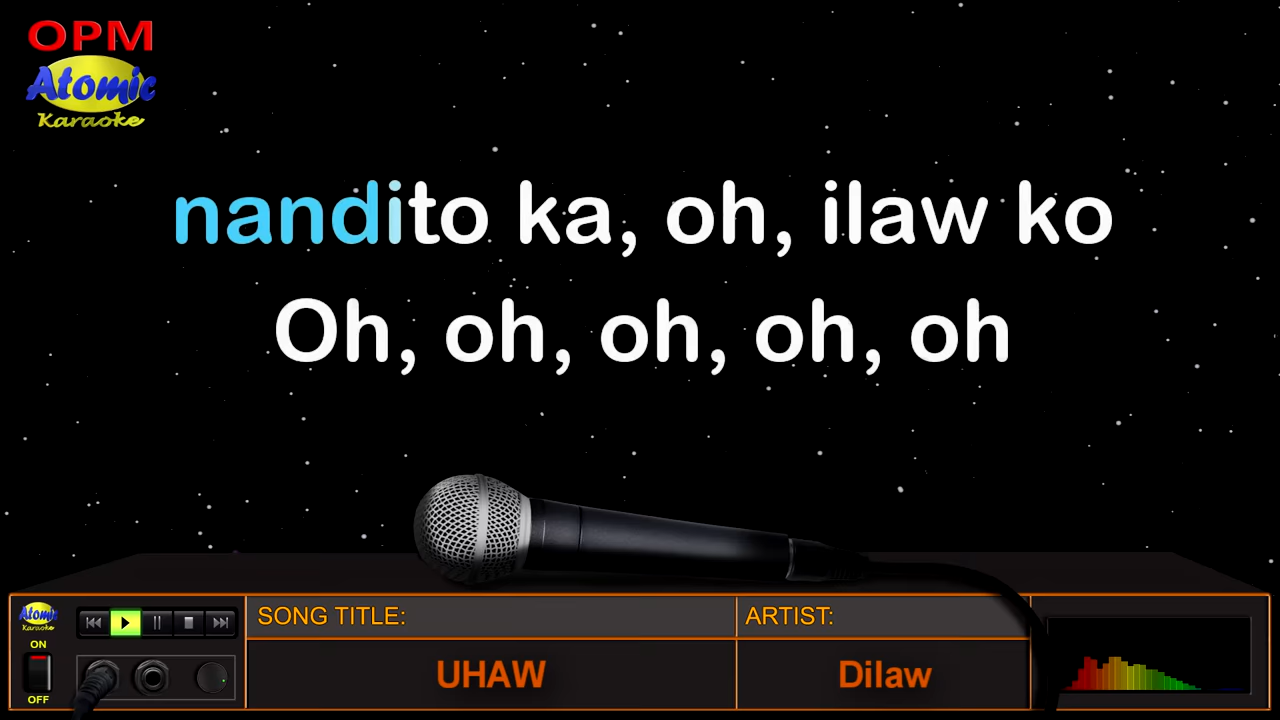 OPM
Atomic
Karaoke
nandito ka, oh, ilaw ko
Oh, oh, oh, oh, oh
Atomic
Karaoke
ON
OFF
SONG TITLE:
UHAW
ARTIST:
Dilaw